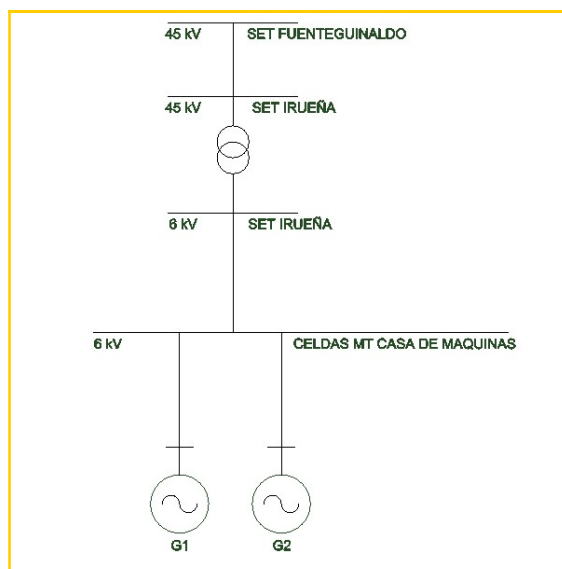 45 kV SET FUENTEGUINALDO
45 kV SET IRUEÑA
6 kV SET IRUEÑA
6 kV CELDAS MT CASA DE MAQUINAS
G1 G2